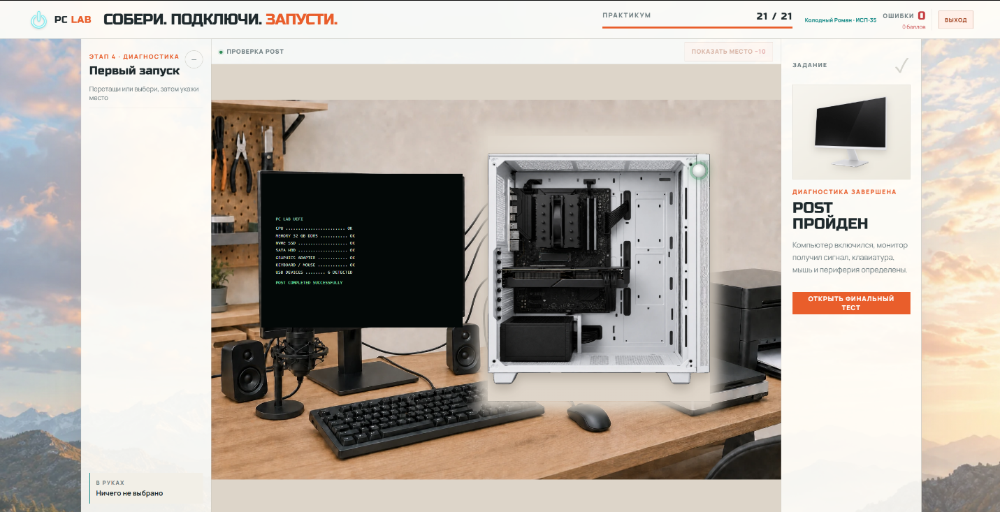 PC LAB
СОБЕРИ. ПОДКЛЮЧИ. ЗАПУСТИ.
ПРАКТИКУМ
21 / 21
Колодный Роман · ИСП-35
ОШИБКИ 0
0 баллов
ВЫХОД
ЭТАП 4 · ДИАГНОСТИКА
Первый запуск
Перетащи или выбери, затем укажи
место
В РУКАХ
Ничего не выбрано
ПРОВЕРКА POST
ПОКАЗАТЬ МЕСТО −10
PC LAB UEFI
CPU ........................ OK
MEMORY 32 GB DDR5 ........... OK
NVME SSD .................... OK
SATA HDD .................... OK
GRAPHICS ADAPTER ............ OK
KEYBOARD / MOUSE ............ OK
USB DEVICES ........ 6 DETECTED
POST COMPLETED SUCCESSFULLY
ЗАДАНИЕ
ДИАГНОСТИКА ЗАВЕРШЕНА
POST
ПРОЙДЕН
Компьютер включился, монитор
получил сигнал, клавиатура,
мышь и периферия определены.
ОТКРЫТЬ ФИНАЛЬНЫЙ
ТЕСТ